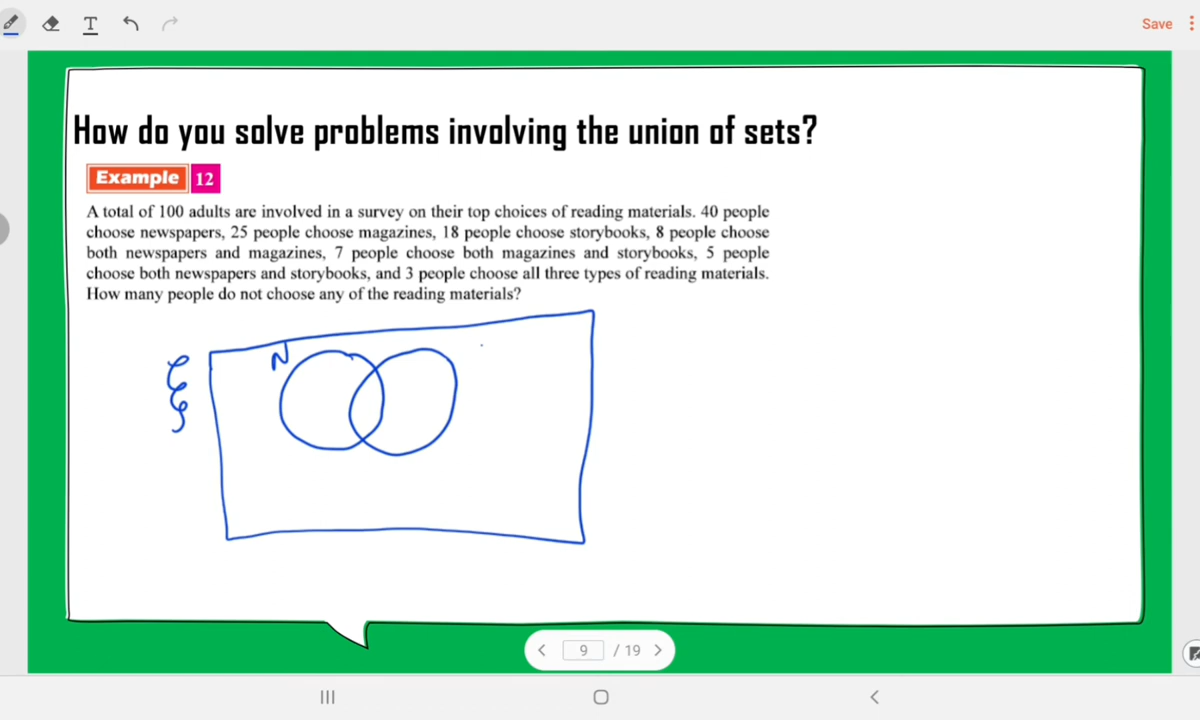 T
Save
How do you solve problems involving the union of sets?
Example 12
A total of 100 adults are involved in a survey on their top choices of reading materials. 40 people
choose newspapers, 25 people choose magazines, 18 people choose storybooks, 8 people choose
both newspapers and magazines, 7 people choose both magazines and storybooks, 5 people
choose both newspapers and storybooks, and 3 people choose all three types of reading materials.
How many people do not choose any of the reading materials?
ξ
N
9 / 19